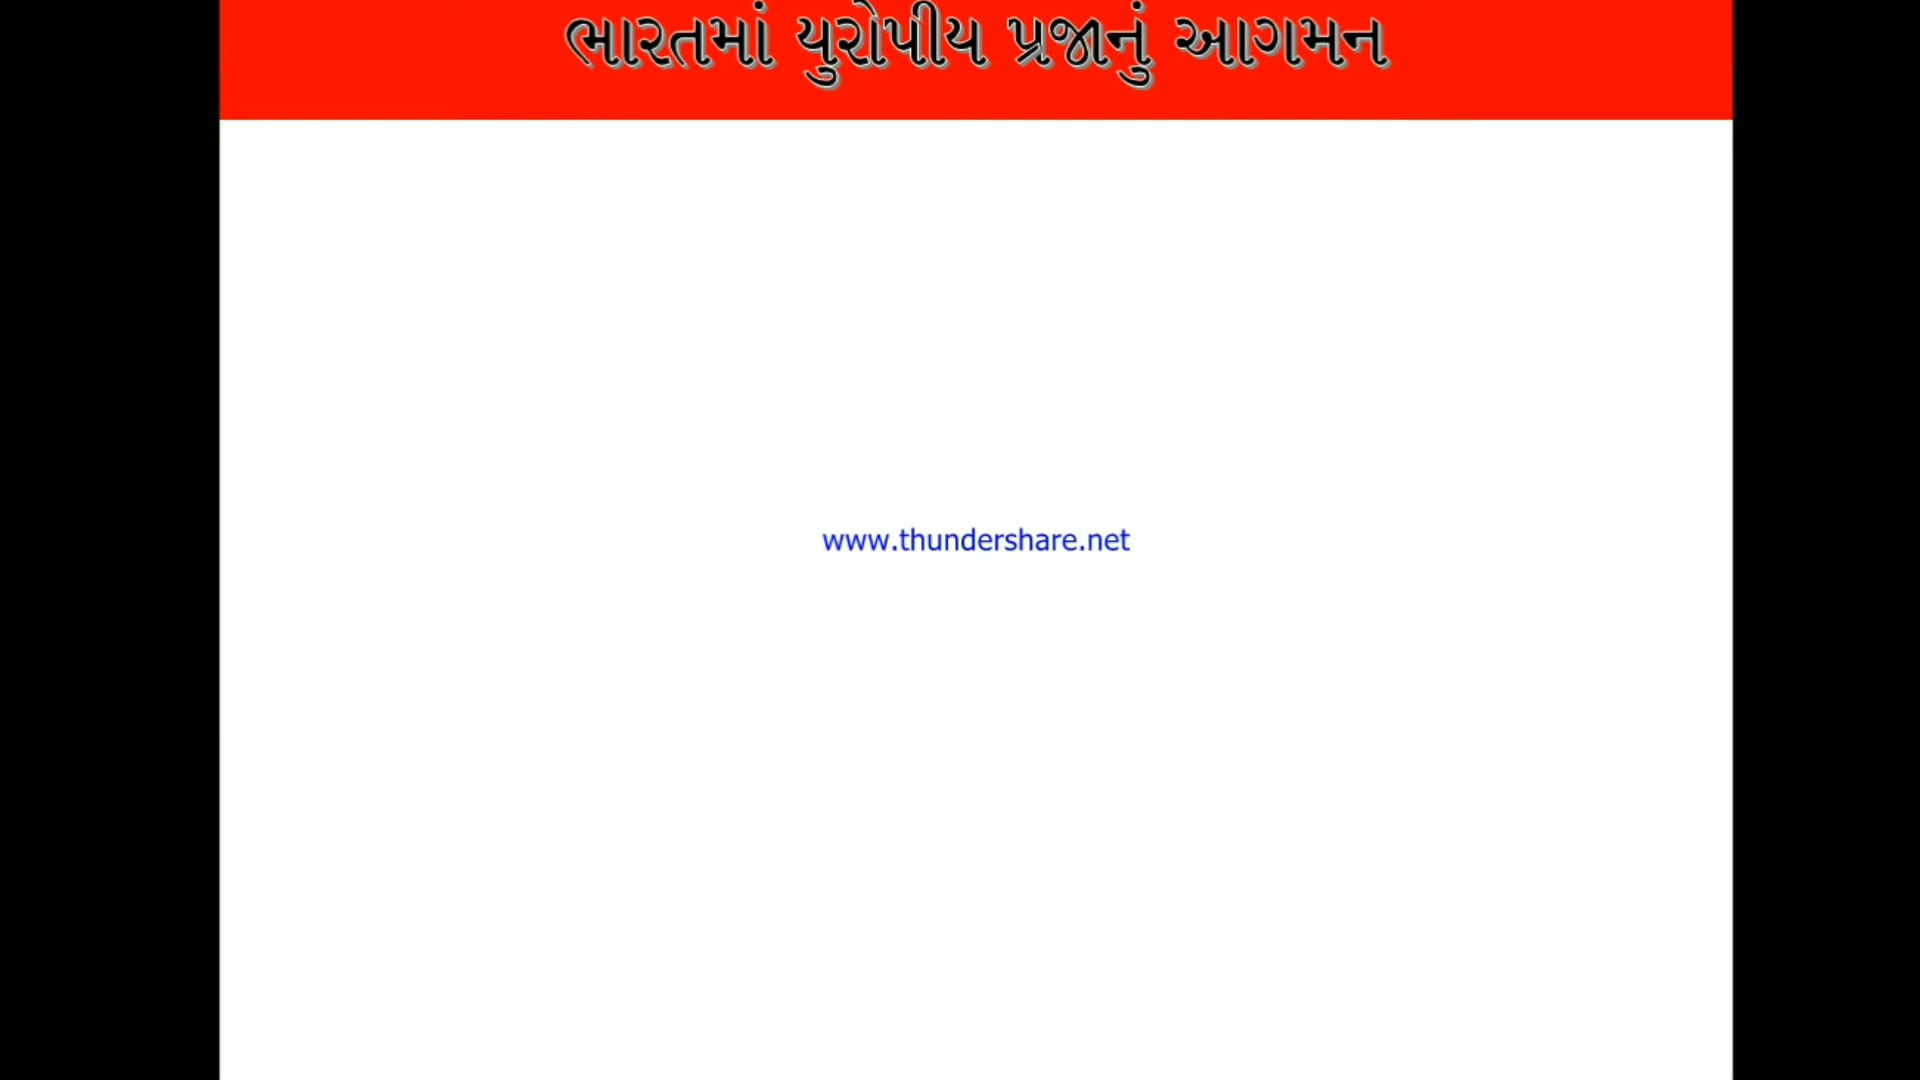 ભારતમાં યુરોપીય પ્રજાનું આગમન
www.thundershare.net